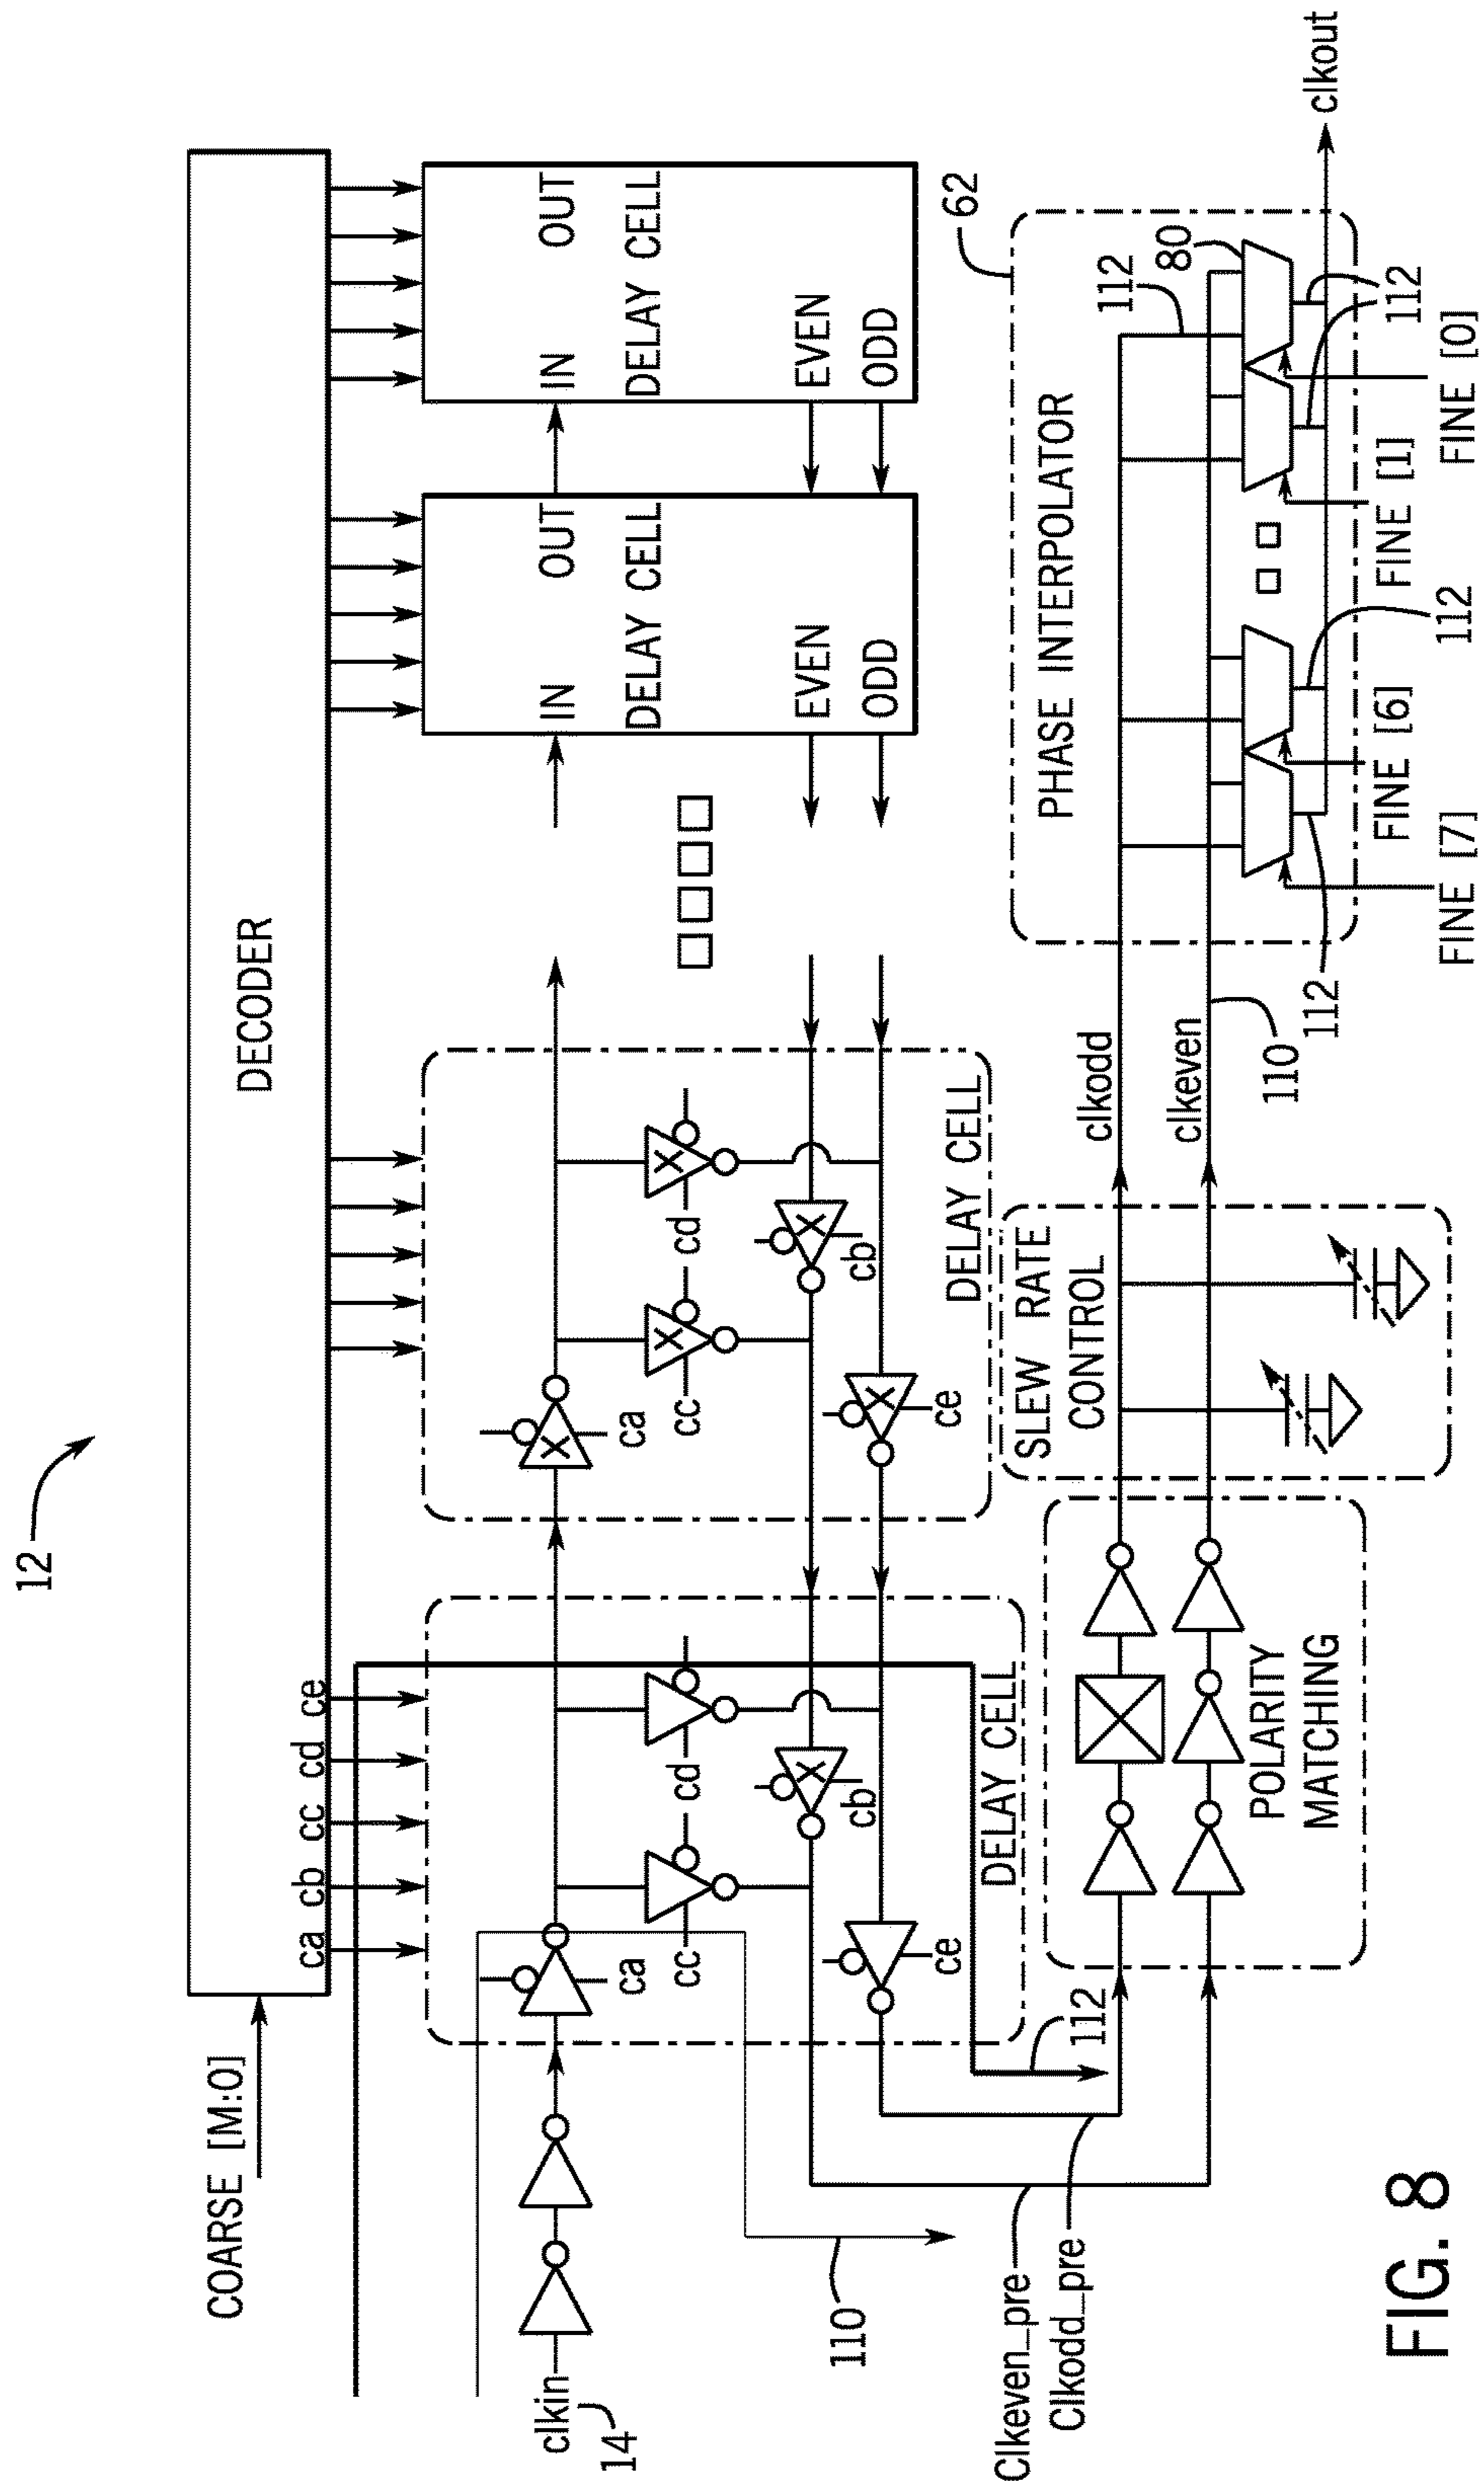 12
COARSE [M:0]
DECODER
ca
cb
cc
cd
ce
clkin
14
ca
cc
cd
cb
ce
DELAY CELL
ca
cc
cd
cb
ce
DELAY CELL
IN
OUT
DELAY CELL
EVEN
ODD
IN
OUT
DELAY CELL
EVEN
ODD
110
112
Clkeven_pre
Clkodd_pre
POLARITY
MATCHING
SLEW RATE
CONTROL
clkodd
clkeven
110
62
PHASE INTERPOLATOR
112
80
112
112
112
FINE [7]
FINE [6]
FINE [1]
FINE [0]
clkout
FIG. 8